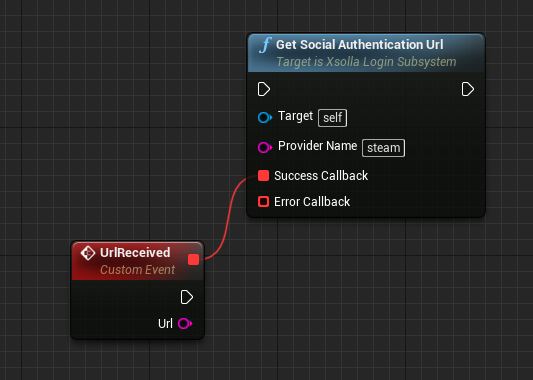 Get Social Authentication Url
Target is Xsolla Login Subsystem
Target self
Provider Name steam
Success Callback
Error Callback
UrlReceived
Custom Event
Url